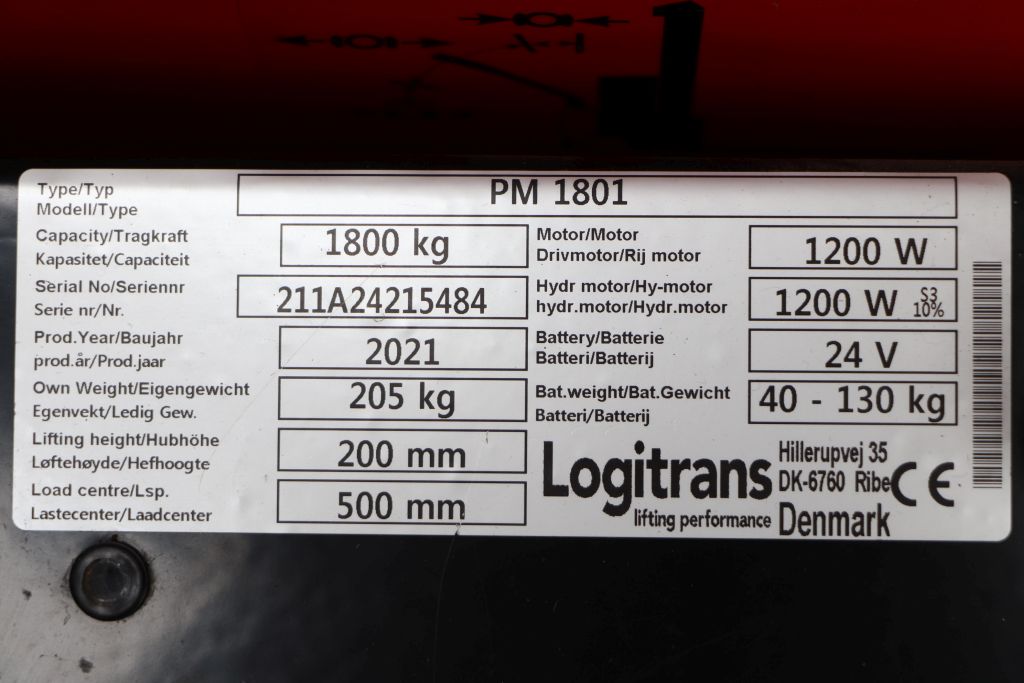 Type/Typ
Modell/Type
PM 1801
Capacity/Tragkraft
Kapasitet/Capaciteit
1800 kg
Motor/Motor
Drivmotor/Rij motor
1200 W
Serial No/Seriennr
Serie nr/Nr.
211A24215484
Hydr motor/Hy-motor
hydr.motor/Hydr.motor
1200 W S3 10%
Prod.Year/Baujahr
prod.år/Prod.jaar
2021
Battery/Batterie
Batteri/Batterij
24 V
Own Weight/Eigengewicht
Egenvekt/Ledig Gew.
205 kg
Bat.weight/Bat.Gewicht
Batteri/Batterij
40 - 130 kg
Lifting height/Hubhöhe
Løftehøyde/Hefhoogte
200 mm
Load centre/Lsp.
Lastecenter/Laadcenter
500 mm
Logitrans
lifting performance
Hillerupvej 35
DK-6760 Ribe
Denmark
CE